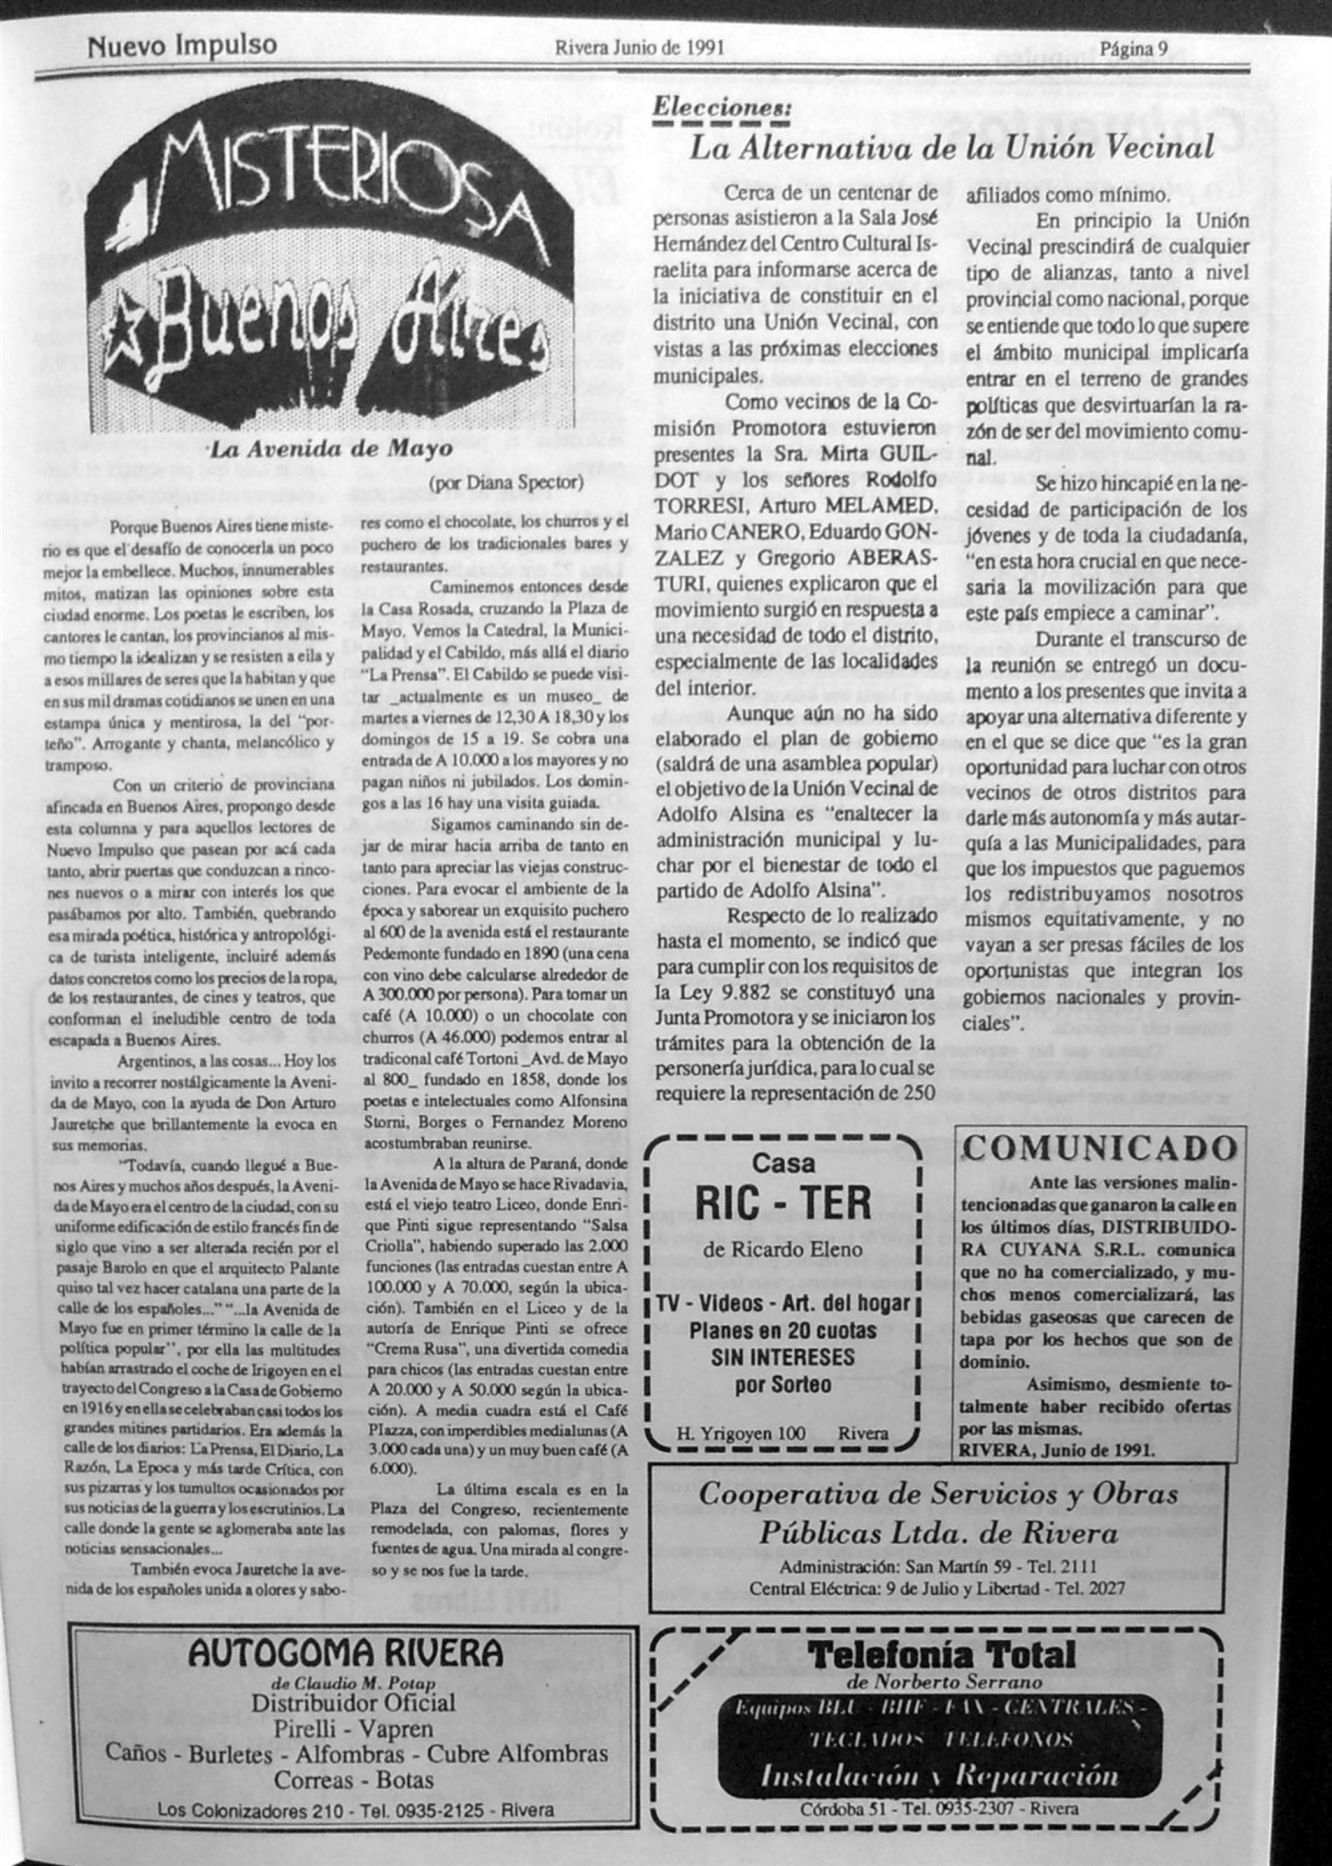 Nuevo Impulso
Rivera Junio de 1991
Página 9
MISTERIOSA
Buenos Aires
La Avenida de Mayo
(por Diana Spector)
Porque Buenos Aires tiene miste-
rio es que el desafío de conocerla un poco
mejor la embellece. Muchos, innumerables
mitos, matizan las opiniones sobre esta
ciudad enorme. Los poetas le escriben, los
cantores le cantan, los provincianos al mis-
mo tiempo la idealizan y se resisten a ella y
a esos millares de seres que la habitan y que
en sus mil dramas cotidianos se unen en una
estampa única y mentirosa, la del "por-
teño". Arrogante y chanta, melancólico y
tramposo.
Con un criterio de provinciana
afincada en Buenos Aires, propongo desde
esta columna y para aquellos lectores de
Nuevo Impulso que pasean por acá cada
tanto, abrir puertas que conduzcan a rinco-
nes nuevos o a mirar con interés los que
pasábamos por alto. También, quebrando
esa mirada poética, histórica y antropológi-
ca de turista inteligente, incluiré además
datos concretos como los precios de la ropa,
de los restaurantes, de cines y teatros, que
conforman el ineludible centro de toda
escapada a Buenos Aires.
Argentinos, a las cosas... Hoy los
invito a recorrer nostálgicamente la Aveni-
da de Mayo, con la ayuda de Don Arturo
Jauretche que brillantemente la evoca en
sus memorias.
"Todavía, cuando llegué a Bue-
nos Aires y muchos años después, la Aveni-
da de Mayo era el centro de la ciudad, con su
uniforme edificación de estilo francés fin de
siglo que vino a ser alterada recién por el
pasaje Barolo en que el arquitecto Palante
quiso tal vez hacer catalana una parte de la
calle de los españoles..." "...la Avenida de
Mayo fue en primer término la calle de la
política popular", por ella las multitudes
habían arrastrado el coche de Irigoyen en el
trayecto del Congreso a la Casa de Gobierno
en 1916 y en ella se celebraban casi todos los
grandes mitines partidarios. Era además la
calle de los diarios: La Prensa, El Diario, La
Razón, La Epoca y más tarde Crítica, con
sus pizarras y los tumultos ocasionados por
sus noticias de la guerra y los escrutinios. La
calle donde la gente se aglomeraba ante las
noticias sensacionales...
También evoca Jauretche la ave-
nida de los españoles unida a olores y sabo-
res como el chocolate, los churros y el
puchero de los tradicionales bares y
restaurantes.
Caminemos entonces desde
la Casa Rosada, cruzando la Plaza de
Mayo. Vemos la Catedral, la Munici-
palidad y el Cabildo, más allá el diario
"La Prensa". El Cabildo se puede visi-
tar _actualmente es un museo_ de
martes a viernes de 12,30 A 18,30 y los
domingos de 15 a 19. Se cobra una
entrada de A 10.000 a los mayores y no
pagan niños ni jubilados. Los domin-
gos a las 16 hay una visita guiada.
Sigamos caminando sin de-
jar de mirar hacia arriba de tanto en
tanto para apreciar las viejas construc-
ciones. Para evocar el ambiente de la
época y saborear un exquisito puchero
al 600 de la avenida está el restaurante
Pedemonte fundado en 1890 (una cena
con vino debe calcularse alrededor de
A 300.000 por persona). Para tomar un
café (A 10.000) o un chocolate con
churros (A 46.000) podemos entrar al
tradiconal café Tortoni _Avd. de Mayo
al 800_ fundado en 1858, donde los
poetas e intelectuales como Alfonsina
Storni, Borges o Fernandez Moreno
acostumbraban reunirse.
A la altura de Paraná, donde
la Avenida de Mayo se hace Rivadavia,
está el viejo teatro Liceo, donde Enri-
que Pinti sigue representando "Salsa
Criolla", habiendo superado las 2.000
funciones (las entradas cuestan entre A
100.000 y A 70.000, según la ubica-
ción). También en el Liceo y de la
autoría de Enrique Pinti se ofrece
"Crema Rusa", una divertida comedia
para chicos (las entradas cuestan entre
A 20.000 y A 50.000 según la ubica-
ción). A media cuadra está el Café
Plazza, con imperdibles medialunas (A
3.000 cada una) y un muy buen café (A
6.000).
La última escala es en la
Plaza del Congreso, recientemente
remodelada, con palomas, flores y
fuentes de agua. Una mirada al congre-
so y se nos fue la tarde.
Elecciones:
La Alternativa de la Unión Vecinal
Cerca de un centenar de
personas asistieron a la Sala José
Hernández del Centro Cultural Is-
raelita para informarse acerca de
la iniciativa de constituir en el
distrito una Unión Vecinal, con
vistas a las próximas elecciones
municipales.
Como vecinos de la Co-
misión Promotora estuvieron
presentes la Sra. Mirta GUIL-
DOT y los señores Rodolfo
TORRESI, Arturo MELAMED,
Mario CANERO, Eduardo GON-
ZALEZ y Gregorio ABERAS-
TURI, quienes explicaron que el
movimiento surgió en respuesta a
una necesidad de todo el distrito,
especialmente de las localidades
del interior.
Aunque aún no ha sido
elaborado el plan de gobierno
(saldrá de una asamblea popular)
el objetivo de la Unión Vecinal de
Adolfo Alsina es "enaltecer la
administración municipal y lu-
char por el bienestar de todo el
partido de Adolfo Alsina".
Respecto de lo realizado
hasta el momento, se indicó que
para cumplir con los requisitos de
la Ley 9.882 se constituyó una
Junta Promotora y se iniciaron los
trámites para la obtención de la
personería jurídica, para lo cual se
requiere la representación de 250
afiliados como mínimo.
En principio la Unión
Vecinal prescindirá de cualquier
tipo de alianzas, tanto a nivel
provincial como nacional, porque
se entiende que todo lo que supere
el ámbito municipal implicaría
entrar en el terreno de grandes
políticas que desvirtuarían la ra-
zón de ser del movimiento comu-
nal.
Se hizo hincapié en la ne-
cesidad de participación de los
jóvenes y de toda la ciudadanía,
"en esta hora crucial en que nece-
saria la movilización para que
este país empiece a caminar".
Durante el transcurso de
la reunión se entregó un docu-
mento a los presentes que invita a
apoyar una alternativa diferente y
en el que se dice que "es la gran
oportunidad para luchar con otros
vecinos de otros distritos para
darle más autonomía y más autar-
quía a las Municipalidades, para
que los impuestos que paguemos
los redistribuyamos nosotros
mismos equitativamente, y no
vayan a ser presas fáciles de los
oportunistas que integran los
gobiernos nacionales y provin-
ciales".
Casa
RIC - TER
de Ricardo Eleno
TV - Videos - Art. del hogar
Planes en 20 cuotas
SIN INTERESES
por Sorteo
H. Yrigoyen 100 Rivera
COMUNICADO
Ante las versiones malin-
tencionadas que ganaron la calle en
los últimos días, DISTRIBUIDO-
RA CUYANA S.R.L. comunica
que no ha comercializado, y mu-
chos menos comercializará, las
bebidas gaseosas que carecen de
tapa por los hechos que son de
dominio.
Asimismo, desmiente to-
talmente haber recibido ofertas
por las mismas.
RIVERA, Junio de 1991.
Cooperativa de Servicios y Obras
Públicas Ltda. de Rivera
Administración: San Martín 59 - Tel. 2111
Central Eléctrica: 9 de Julio y Libertad - Tel. 2027
AUTOGOMA RIVERA
de Claudio M. Potap
Distribuidor Oficial
Pirelli - Vapren
Caños - Burletes - Alfombras - Cubre Alfombras
Correas - Botas
Los Colonizadores 210 - Tel. 0935-2125 - Rivera
Telefonía Total
de Norberto Serrano
Equipos BLU - BHF - FAX - CENTRALES -
TECLADOS TELEFONOS
Instalación y Reparación
Córdoba 51 - Tel. 0935-2307 - Rivera